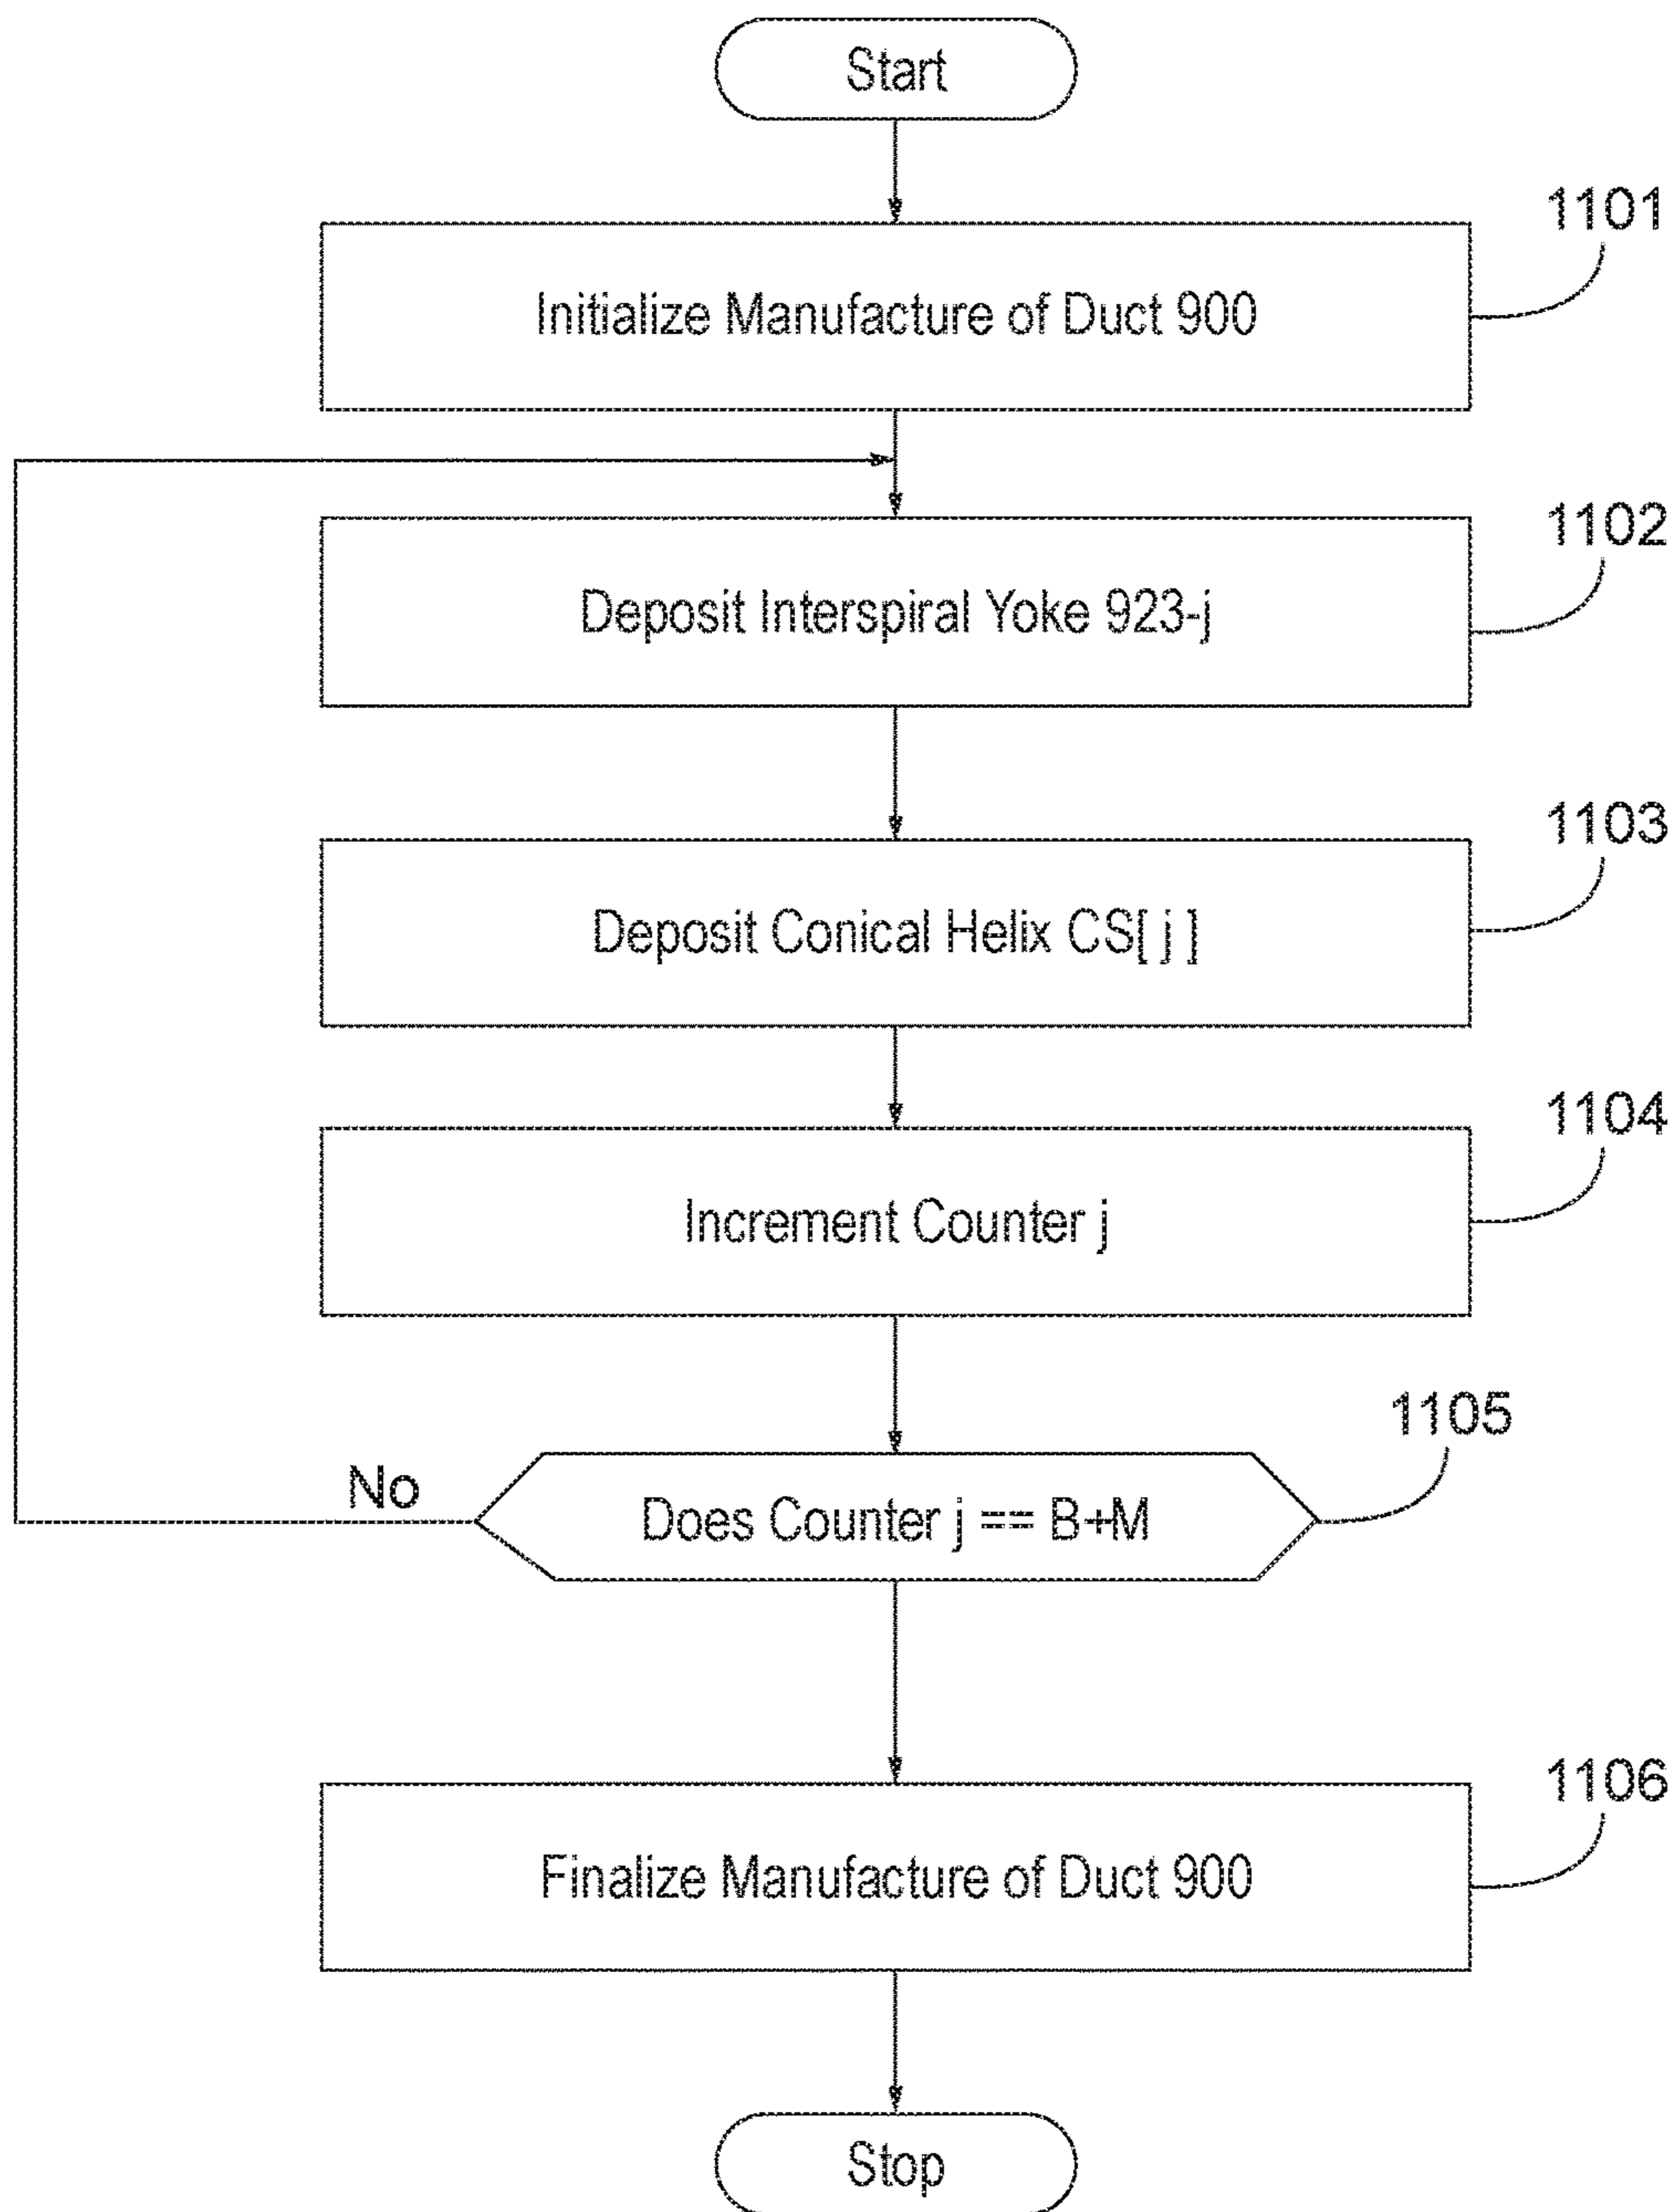 Start
1101
Initialize Manufacture of Duct 900
1102
Deposit Interspiral Yoke 923-j
1103
Deposit Conical Helix CS[ j ]
1104
Increment Counter j
1105
No
Does Counter j == B+M
1106
Finalize Manufacture of Duct 900
Stop